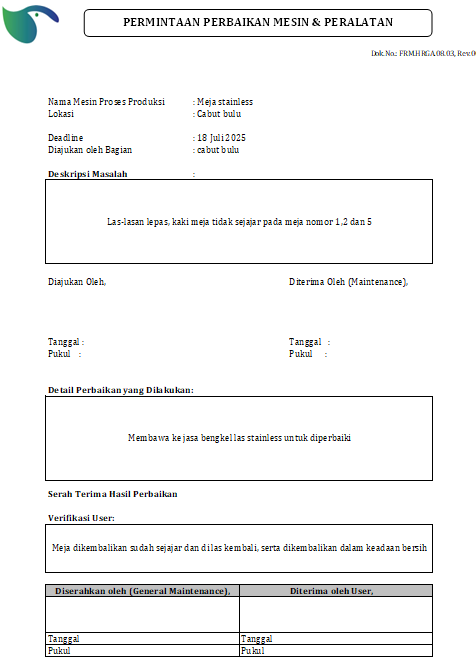 PERMINTAAN PERBAIKAN MESIN & PERALATAN
Dok.No.: FRM.HRGA.08.03, Rev.0
Nama Mesin Proses Produksi : Meja stainless
Lokasi : Cabut bulu
Deadline : 18 Juli 2025
Diajukan oleh Bagian : cabut bulu
Deskripsi Masalah :
Las-lasan lepas, kaki meja tidak sejajar pada meja nomor 1,2 dan 5
Diajukan Oleh, Diterima Oleh (Maintenance),
Tanggal : Tanggal :
Pukul : Pukul :
Detail Perbaikan yang Dilakukan:
Membawa ke jasa bengkel las stainless untuk diperbaiki
Serah Terima Hasil Perbaikan
Verifikasi User:
Meja dikembalikan sudah sejajar dan dilas kembali, serta dikembalikan dalam keadaan bersih
Diserahkan oleh (General Maintenance), Diterima oleh User,
Tanggal Tanggal
Pukul Pukul